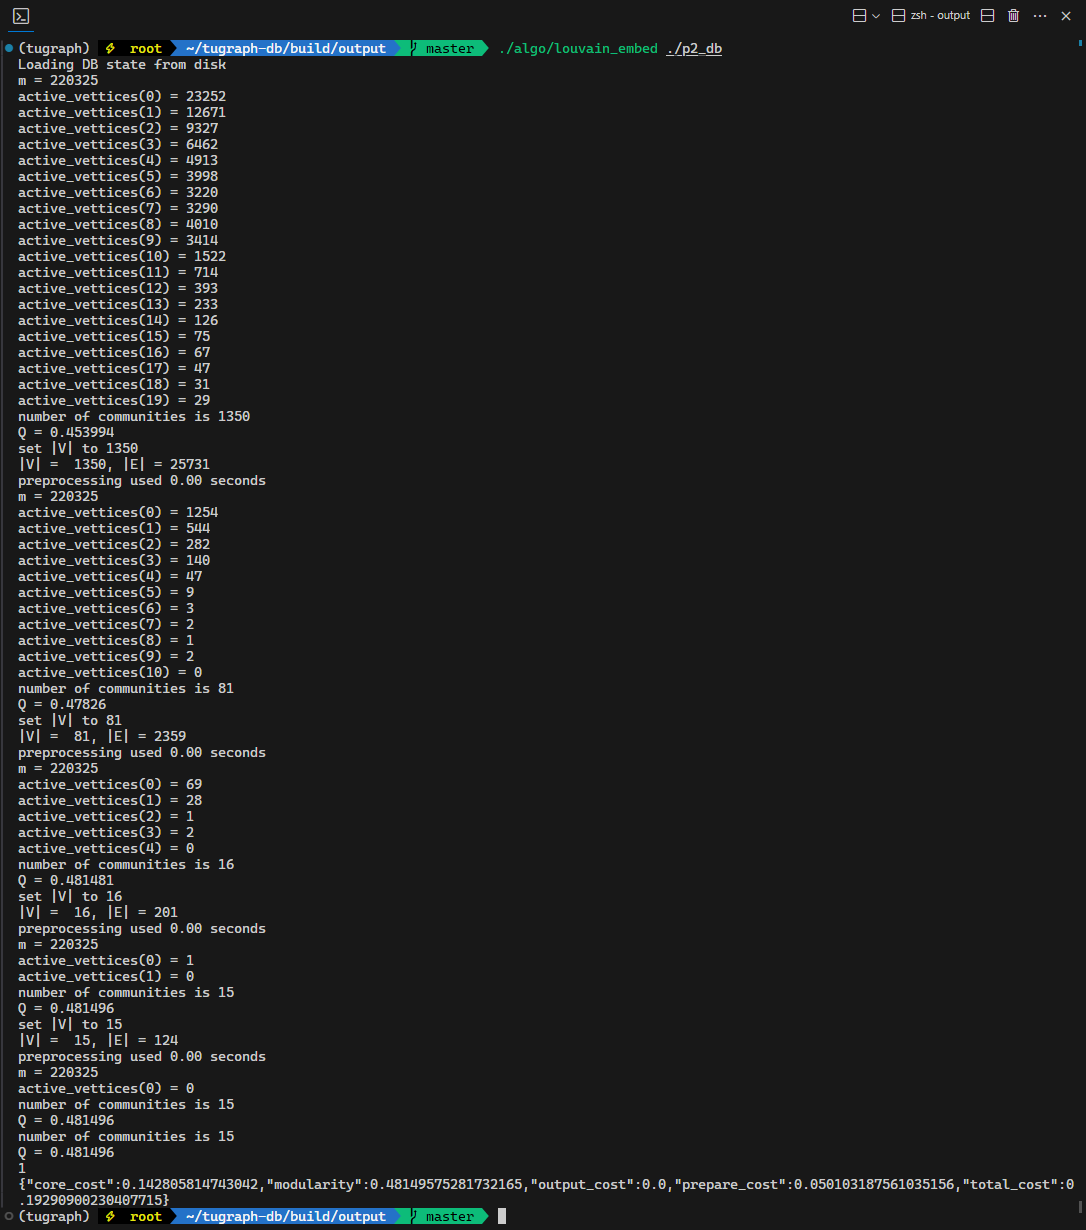 zsh - output
(tugraph) ⚡ root ~/tugraph-db/build/output master ./algo/louvain_embed ./p2_db
Loading DB state from disk
m = 220325
active_vettices(0) = 23252
active_vettices(1) = 12671
active_vettices(2) = 9327
active_vettices(3) = 6462
active_vettices(4) = 4913
active_vettices(5) = 3998
active_vettices(6) = 3220
active_vettices(7) = 3290
active_vettices(8) = 4010
active_vettices(9) = 3414
active_vettices(10) = 1522
active_vettices(11) = 714
active_vettices(12) = 393
active_vettices(13) = 233
active_vettices(14) = 126
active_vettices(15) = 75
active_vettices(16) = 67
active_vettices(17) = 47
active_vettices(18) = 31
active_vettices(19) = 29
number of communities is 1350
Q = 0.453994
set |V| to 1350
|V| =  1350, |E| = 25731
preprocessing used 0.00 seconds
m = 220325
active_vettices(0) = 1254
active_vettices(1) = 544
active_vettices(2) = 282
active_vettices(3) = 140
active_vettices(4) = 47
active_vettices(5) = 9
active_vettices(6) = 3
active_vettices(7) = 2
active_vettices(8) = 1
active_vettices(9) = 2
active_vettices(10) = 0
number of communities is 81
Q = 0.47826
set |V| to 81
|V| =  81, |E| = 2359
preprocessing used 0.00 seconds
m = 220325
active_vettices(0) = 69
active_vettices(1) = 28
active_vettices(2) = 1
active_vettices(3) = 2
active_vettices(4) = 0
number of communities is 16
Q = 0.481481
set |V| to 16
|V| =  16, |E| = 201
preprocessing used 0.00 seconds
m = 220325
active_vettices(0) = 1
active_vettices(1) = 0
number of communities is 15
Q = 0.481496
set |V| to 15
|V| =  15, |E| = 124
preprocessing used 0.00 seconds
m = 220325
active_vettices(0) = 0
number of communities is 15
Q = 0.481496
number of communities is 15
Q = 0.481496
1
{"core_cost":0.142805814743042,"modularity":0.48149575281732165,"output_cost":0.0,"prepare_cost":0.050103187561035156,"total_cost":0
.19290900230407715}
(tugraph) ⚡ root ~/tugraph-db/build/output master